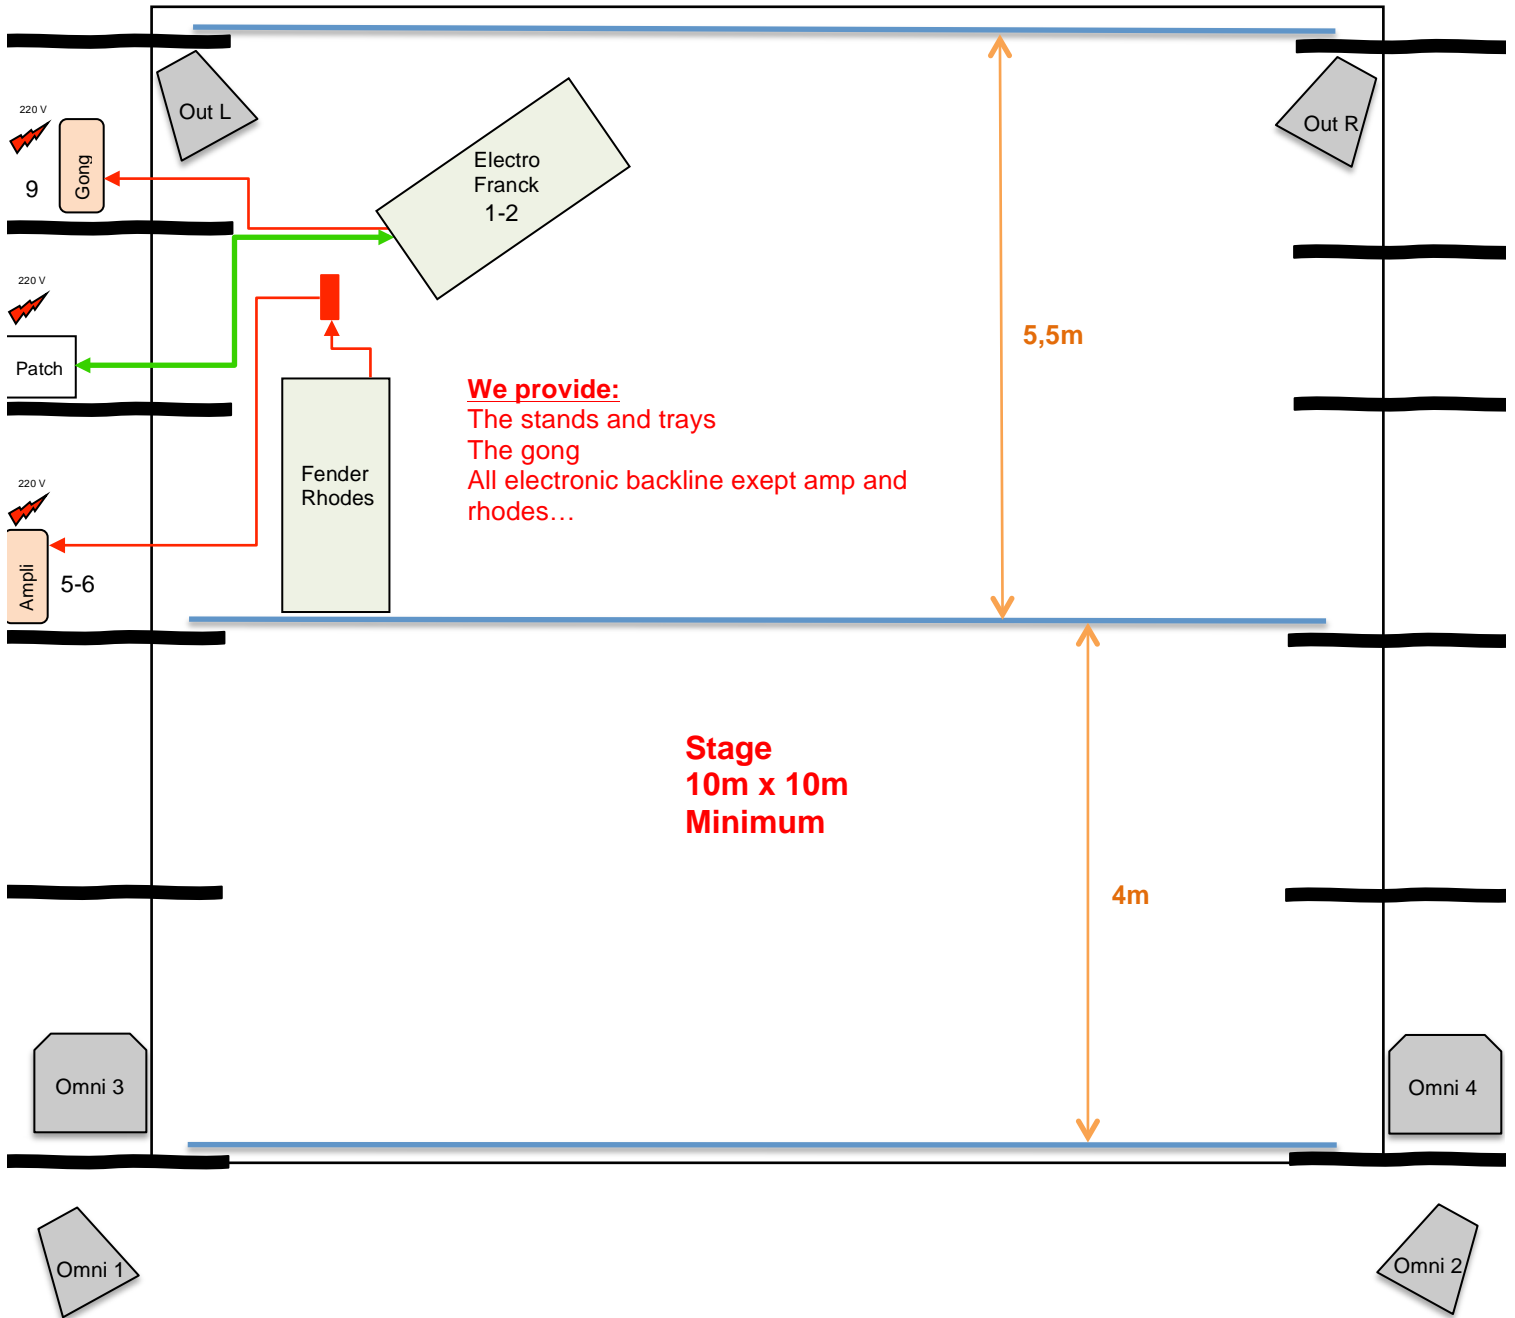 Out L
Out R
220 V
Gong
9
Electro
Franck
1-2
220 V
Patch
5,5m
We provide:
The stands and trays
The gong
All electronic backline exept amp and
rhodes…
Fender
Rhodes
220 V
Ampli
5-6
Stage
10m x 10m
Minimum
4m
Omni 3
Omni 4
Omni 1
Omni 2